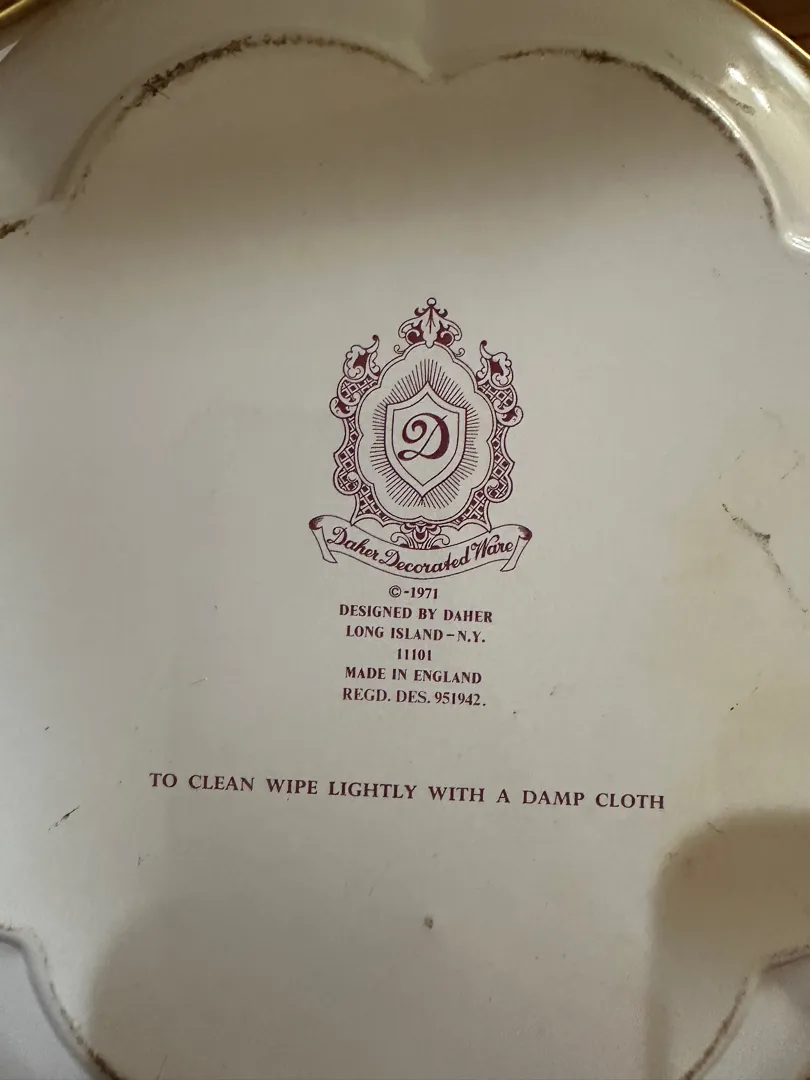 D
Daher Decorated Ware
©-1971
DESIGNED BY DAHER
LONG ISLAND-N.Y.
11101
MADE IN ENGLAND
REGD. DES. 951942.
TO CLEAN WIPE LIGHTLY WITH A DAMP CLOTH